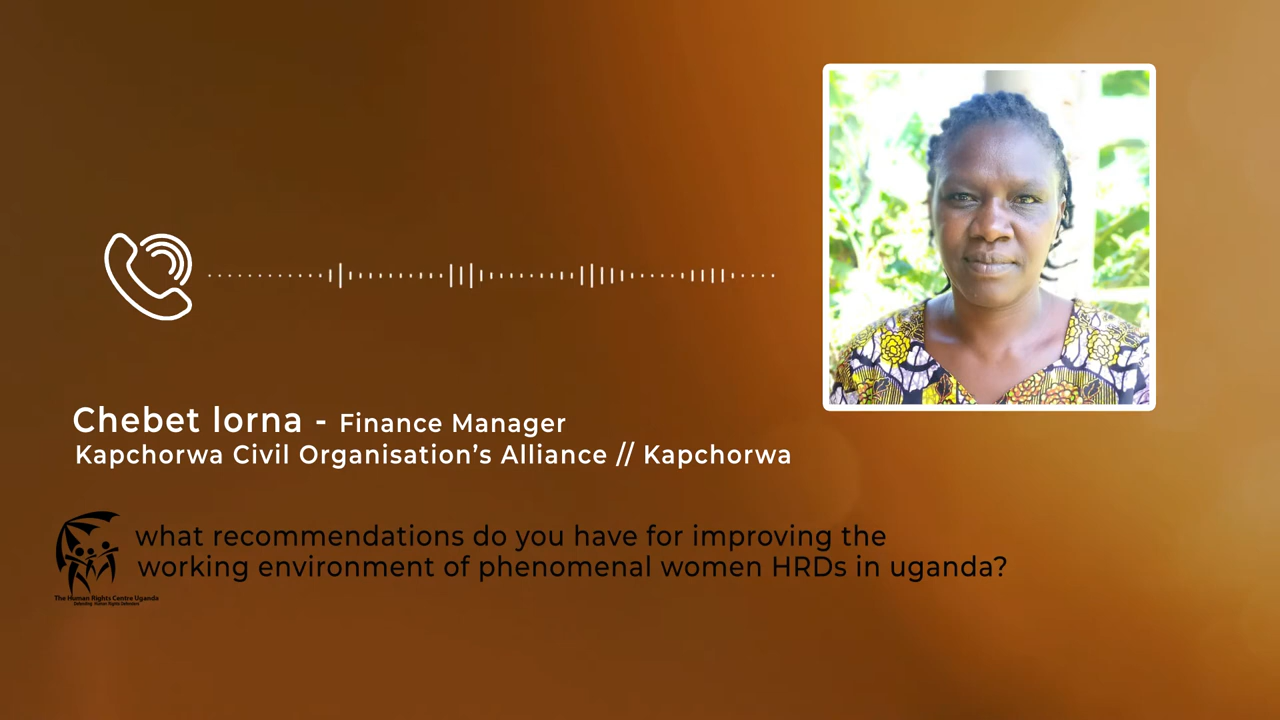 Chebet lorna - Finance Manager
Kapchorwa Civil Organisation's Alliance // Kapchorwa
what recommendations do you have for improving the
working environment of phenomenal women HRDs in uganda?
The Human Rights Centre Uganda